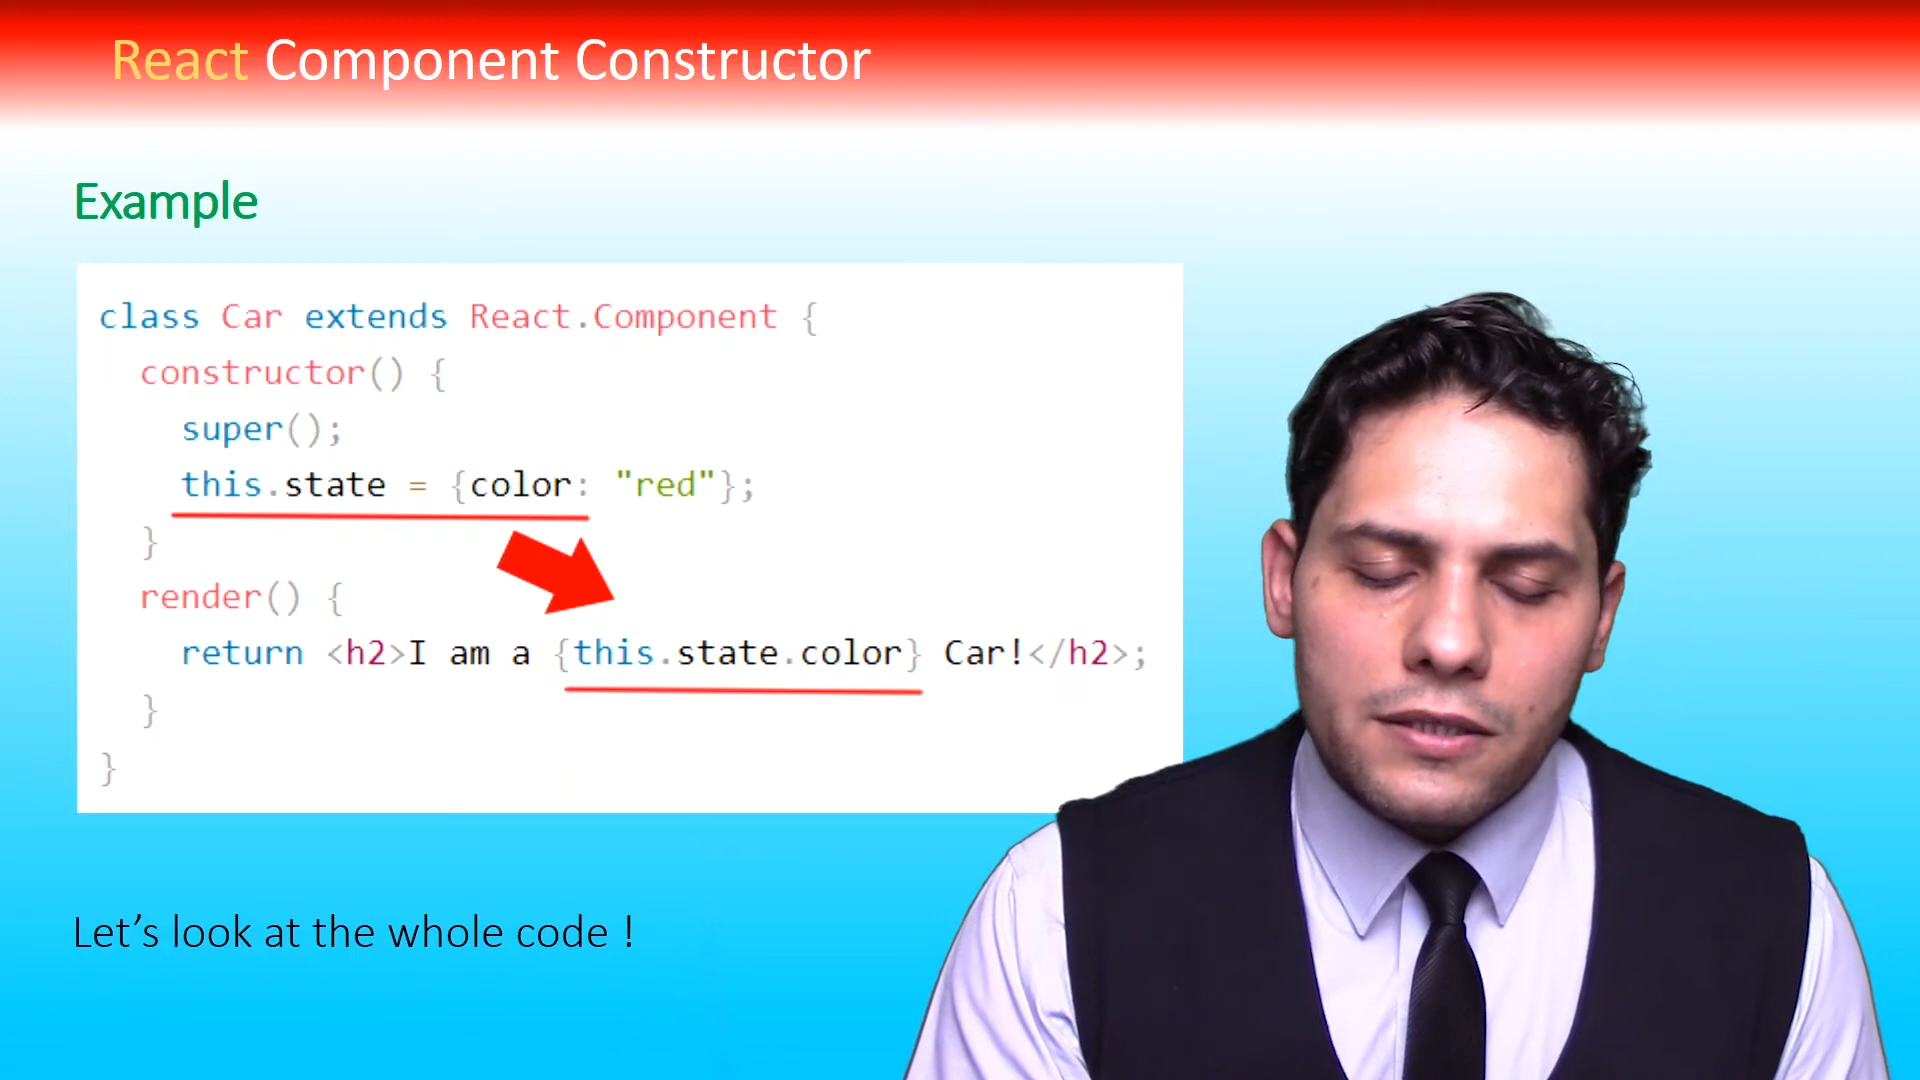 React Component Constructor
Example
class Car extends React.Component {
constructor() {
super();
this.state = {color: "red"};
}
render() {
return <h2>I am a {this.state.color} Car!</h2>;
}
}
Let’s look at the whole code !